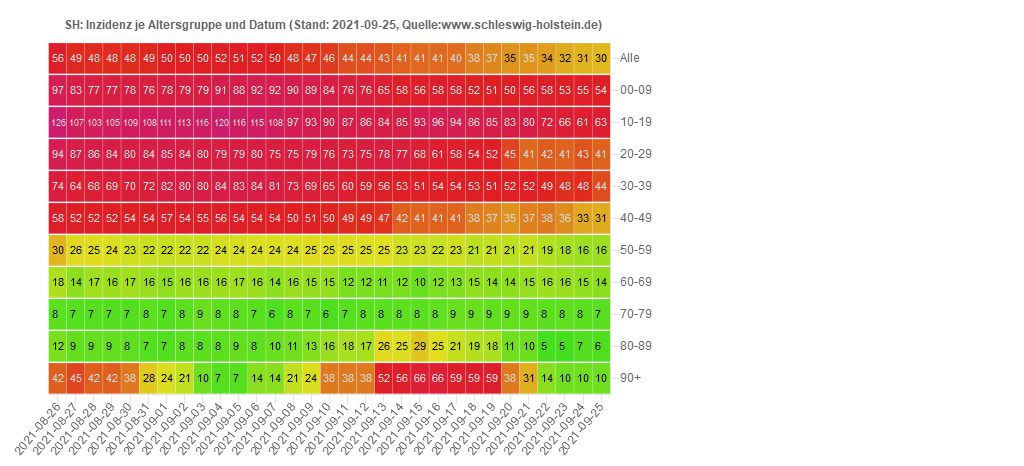 SH: Inzidenz je Altersgruppe und Datum (Stand: 2021-09-25, Quelle:www.schleswig-holstein.de)
56 49 48 48 48 49 50 50 50 52 51 52 50 48 47 46 44 44 43 41 41 41 40 38 37 35 35 34 32 31 30 Alle
97 83 77 77 78 76 78 79 79 91 88 92 92 90 89 84 76 76 65 58 56 58 58 52 51 50 56 58 53 55 54 00-09
126 107 103 105 109 108 111 113 116 120 116 115 108 97 93 90 87 86 84 85 93 96 94 86 85 83 80 72 66 61 63 10-19
94 87 86 84 80 84 85 84 80 79 79 80 75 75 79 76 73 75 78 77 68 61 58 54 52 45 41 42 41 43 41 20-29
74 64 68 69 70 72 82 80 80 84 83 84 81 73 69 65 60 59 56 53 51 54 54 53 51 52 52 49 48 48 44 30-39
58 52 52 52 54 54 57 54 55 56 54 54 54 50 51 50 49 49 47 42 41 41 41 38 37 35 37 38 36 33 31 40-49
30 26 25 24 23 22 22 22 22 24 24 24 24 24 25 25 25 25 25 23 23 22 23 21 21 21 21 19 18 16 16 50-59
18 14 17 16 17 16 15 16 16 16 17 16 14 16 15 15 12 12 11 12 10 12 13 15 14 14 15 16 16 15 14 60-69
8 7 7 7 7 8 7 8 9 8 8 7 6 8 7 6 7 8 8 8 8 8 9 9 9 9 9 8 8 8 7 70-79
12 9 9 9 8 7 7 8 8 8 9 8 10 11 13 16 18 17 26 25 29 25 21 19 18 11 10 5 5 7 6 80-89
42 45 42 42 38 28 24 21 10 7 7 14 14 21 24 38 38 38 52 56 66 66 59 59 59 38 31 14 10 10 10 90+
2021-08-26
2021-08-27
2021-08-28
2021-08-29
2021-08-30
2021-08-31
2021-09-01
2021-09-02
2021-09-03
2021-09-04
2021-09-05
2021-09-06
2021-09-07
2021-09-08
2021-09-09
2021-09-10
2021-09-11
2021-09-12
2021-09-13
2021-09-14
2021-09-15
2021-09-16
2021-09-17
2021-09-18
2021-09-19
2021-09-20
2021-09-21
2021-09-22
2021-09-23
2021-09-24
2021-09-25